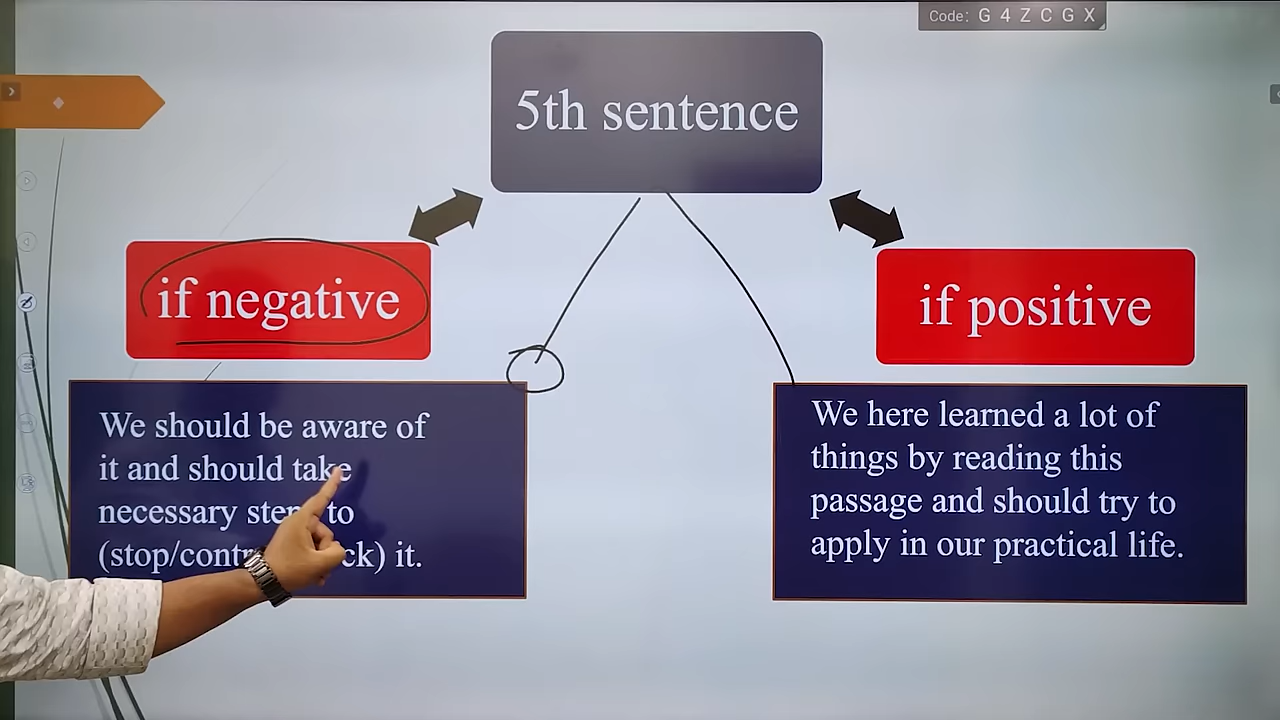 Code: G 4 Z C G X
5th sentence
if negative
if positive
We should be aware of
it and should take
necessary to
(stop/ it.
We here learned a lot of
things by reading this
passage and should try to
apply in our practical life.